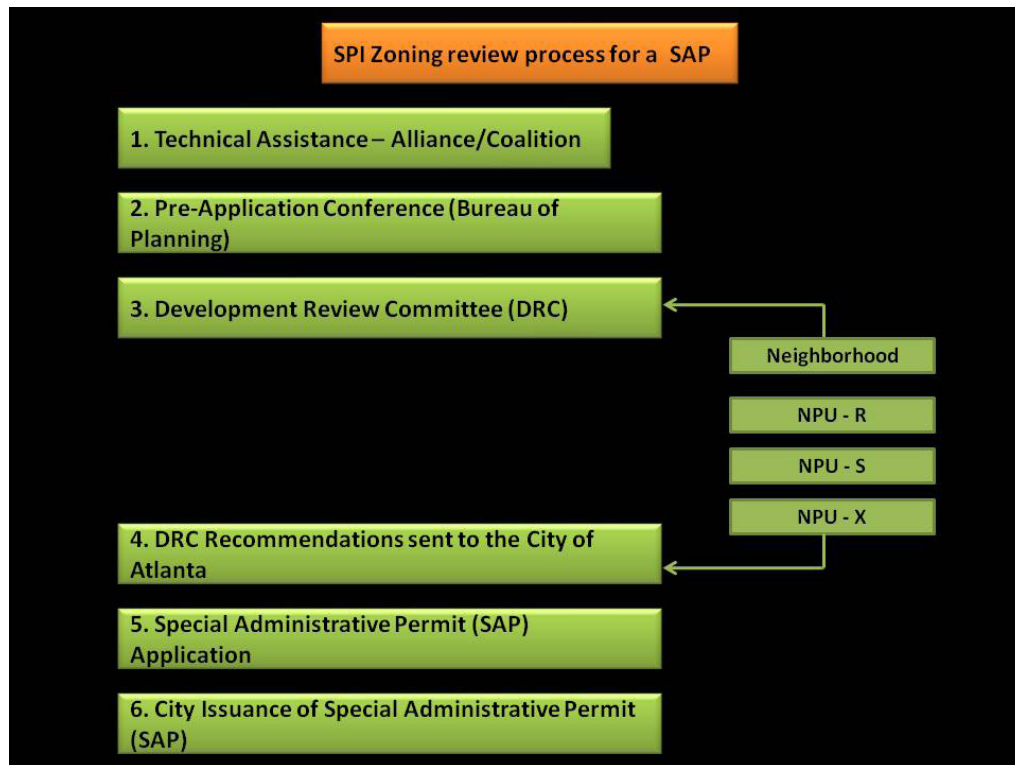 SPI Zoning review process for a SAP
1. Technical Assistance – Alliance/Coalition
2. Pre-Application Conference (Bureau of
Planning)
3. Development Review Committee (DRC)
Neighborhood
NPU - R
NPU - S
NPU - X
4. DRC Recommendations sent to the City of
Atlanta
5. Special Administrative Permit (SAP)
Application
6. City Issuance of Special Administrative Permit
(SAP)